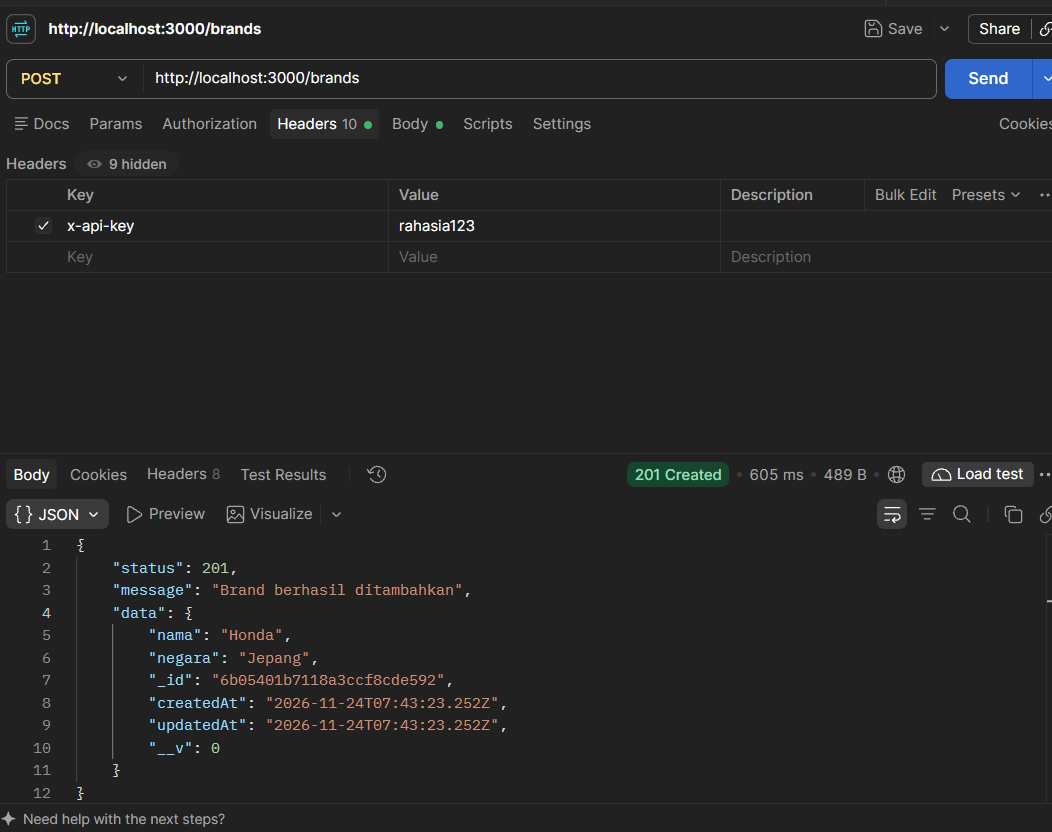 HTTP http://localhost:3000/brands Save Share
POST http://localhost:3000/brands Send
Docs Params Authorization Headers 10 Body Scripts Settings Cookies
Headers 9 hidden
Key Value Description Bulk Edit Presets
x-api-key rahasia123
Key Value Description
Body Cookies Headers 8 Test Results 201 Created 605 ms 489 B Load test
{} JSON Preview Visualize
1 {
2 "status": 201,
3 "message": "Brand berhasil ditambahkan",
4 "data": {
5 "nama": "Honda",
6 "negara": "Jepang",
7 "_id": "6b05401b7118a3ccf8cde592",
8 "createdAt": "2026-11-24T07:43:23.252Z",
9 "updatedAt": "2026-11-24T07:43:23.252Z",
10 "__v": 0
11 }
12 }
Need help with the next steps?